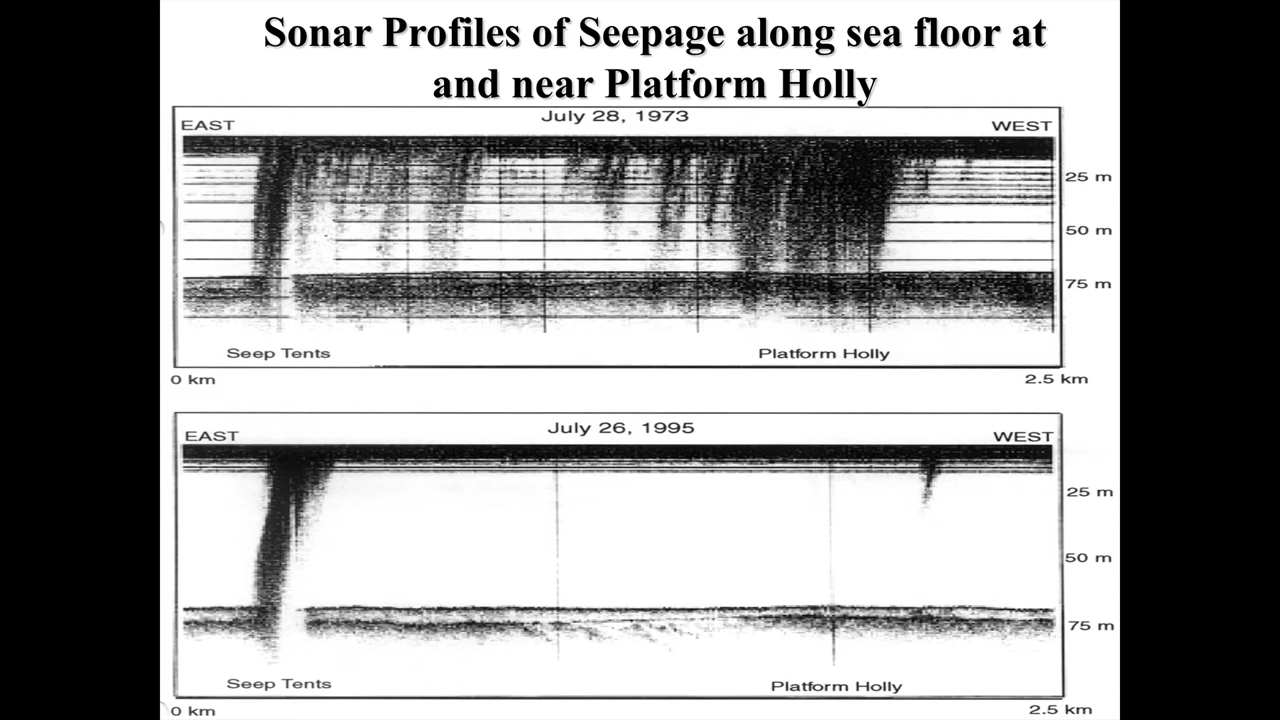 Sonar Profiles of Seepage along sea floor at
and near Platform Holly
July 28, 1973
EAST
WEST
25 m
50 m
75 m
Seep Tents
Platform Holly
0 km
2.5 km
July 26, 1995
EAST
WEST
25 m
50 m
75 m
Seep Tents
Platform Holly
0 km
2.5 km